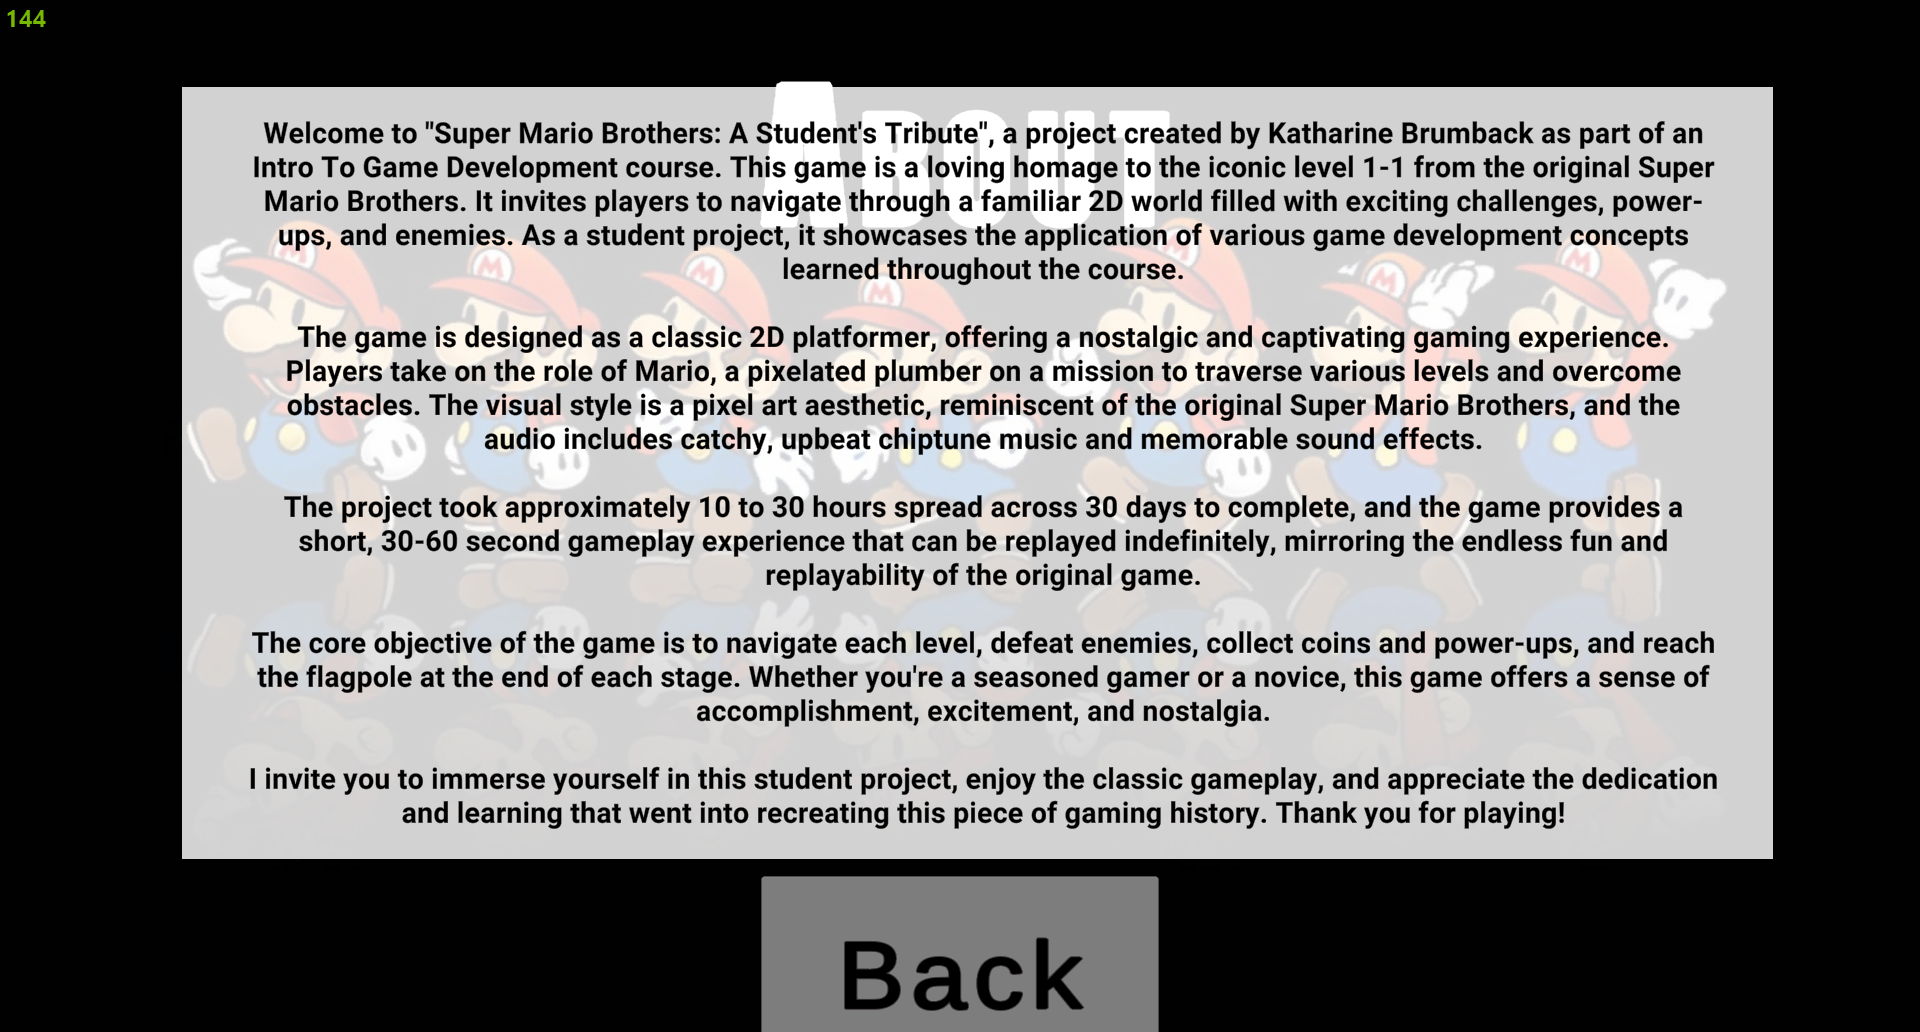 144
About
Welcome to "Super Mario Brothers: A Student's Tribute", a project created by Katharine Brumback as part of an
Intro To Game Development course. This game is a loving homage to the iconic level 1-1 from the original Super
Mario Brothers. It invites players to navigate through a familiar 2D world filled with exciting challenges, power-
ups, and enemies. As a student project, it showcases the application of various game development concepts
learned throughout the course.
The game is designed as a classic 2D platformer, offering a nostalgic and captivating gaming experience.
Players take on the role of Mario, a pixelated plumber on a mission to traverse various levels and overcome
obstacles. The visual style is a pixel art aesthetic, reminiscent of the original Super Mario Brothers, and the
audio includes catchy, upbeat chiptune music and memorable sound effects.
The project took approximately 10 to 30 hours spread across 30 days to complete, and the game provides a
short, 30-60 second gameplay experience that can be replayed indefinitely, mirroring the endless fun and
replayability of the original game.
The core objective of the game is to navigate each level, defeat enemies, collect coins and power-ups, and reach
the flagpole at the end of each stage. Whether you're a seasoned gamer or a novice, this game offers a sense of
accomplishment, excitement, and nostalgia.
I invite you to immerse yourself in this student project, enjoy the classic gameplay, and appreciate the dedication
and learning that went into recreating this piece of gaming history. Thank you for playing!
Back